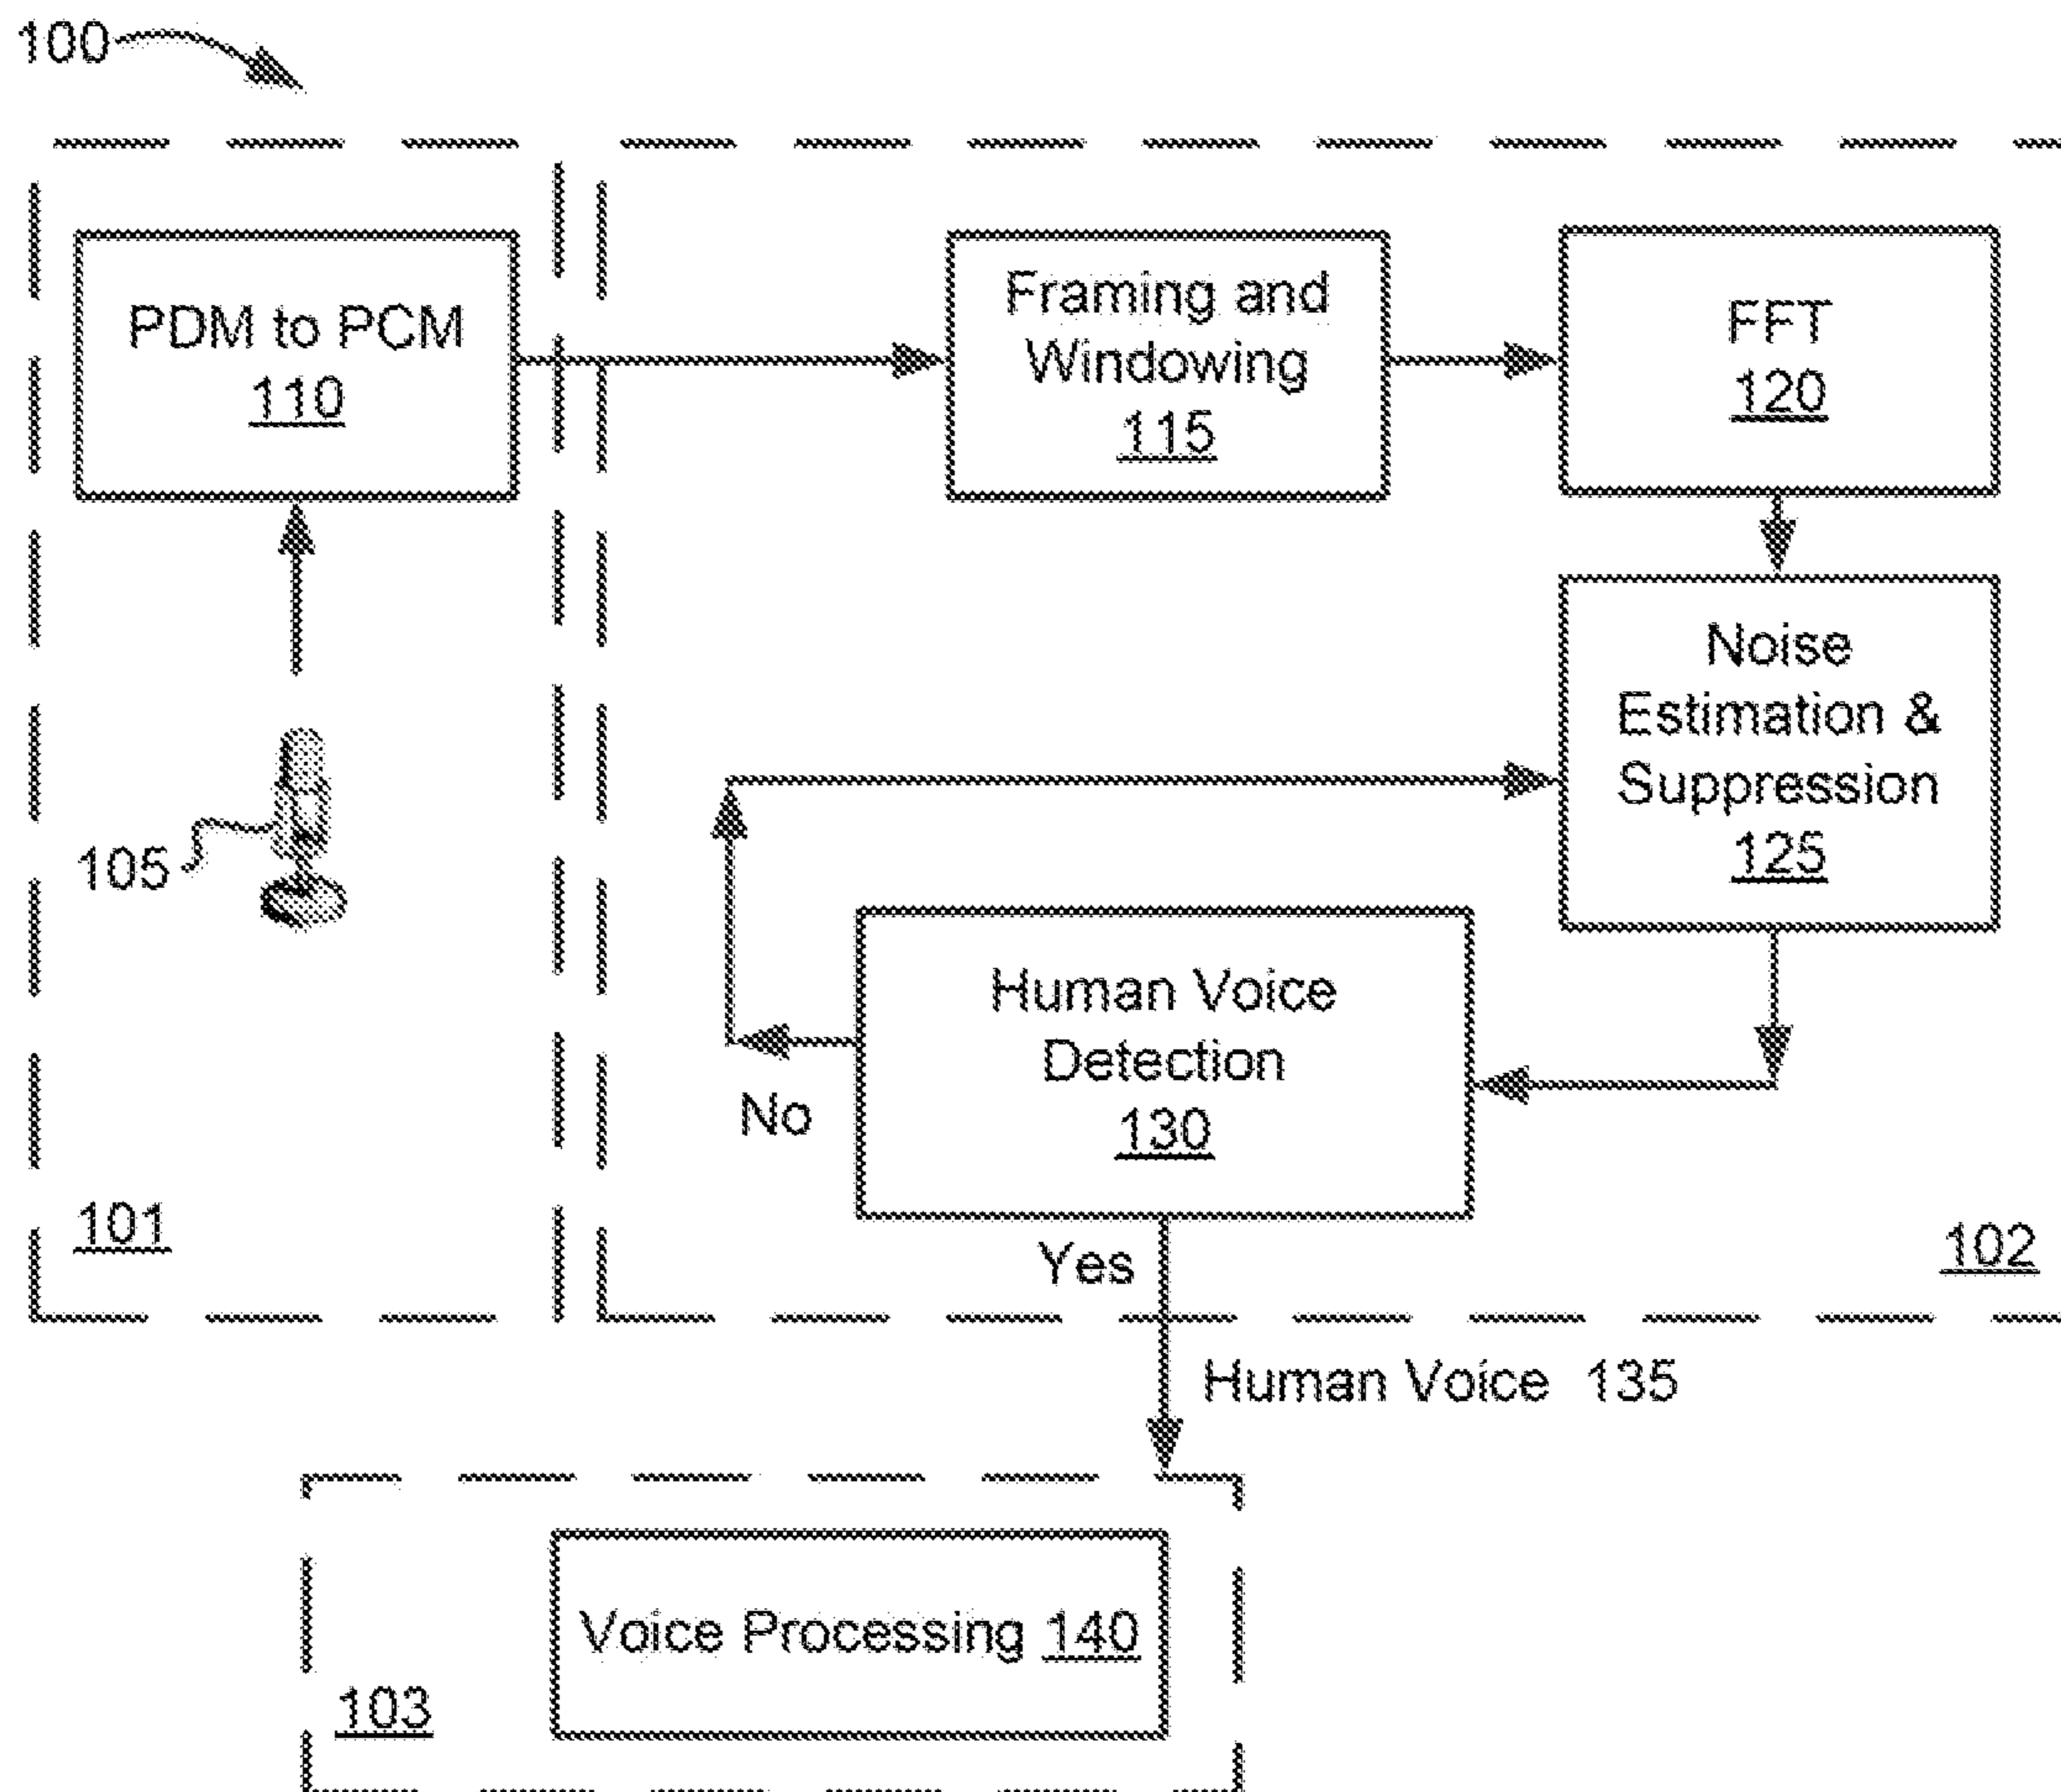 100
PDM to PCM
110
Framing and
Windowing
115
FFT
120
Noise
Estimation &
Suppression
125
105
Human Voice
Detection
130
No
101
Yes
102
Human Voice 135
Voice Processing 140
103